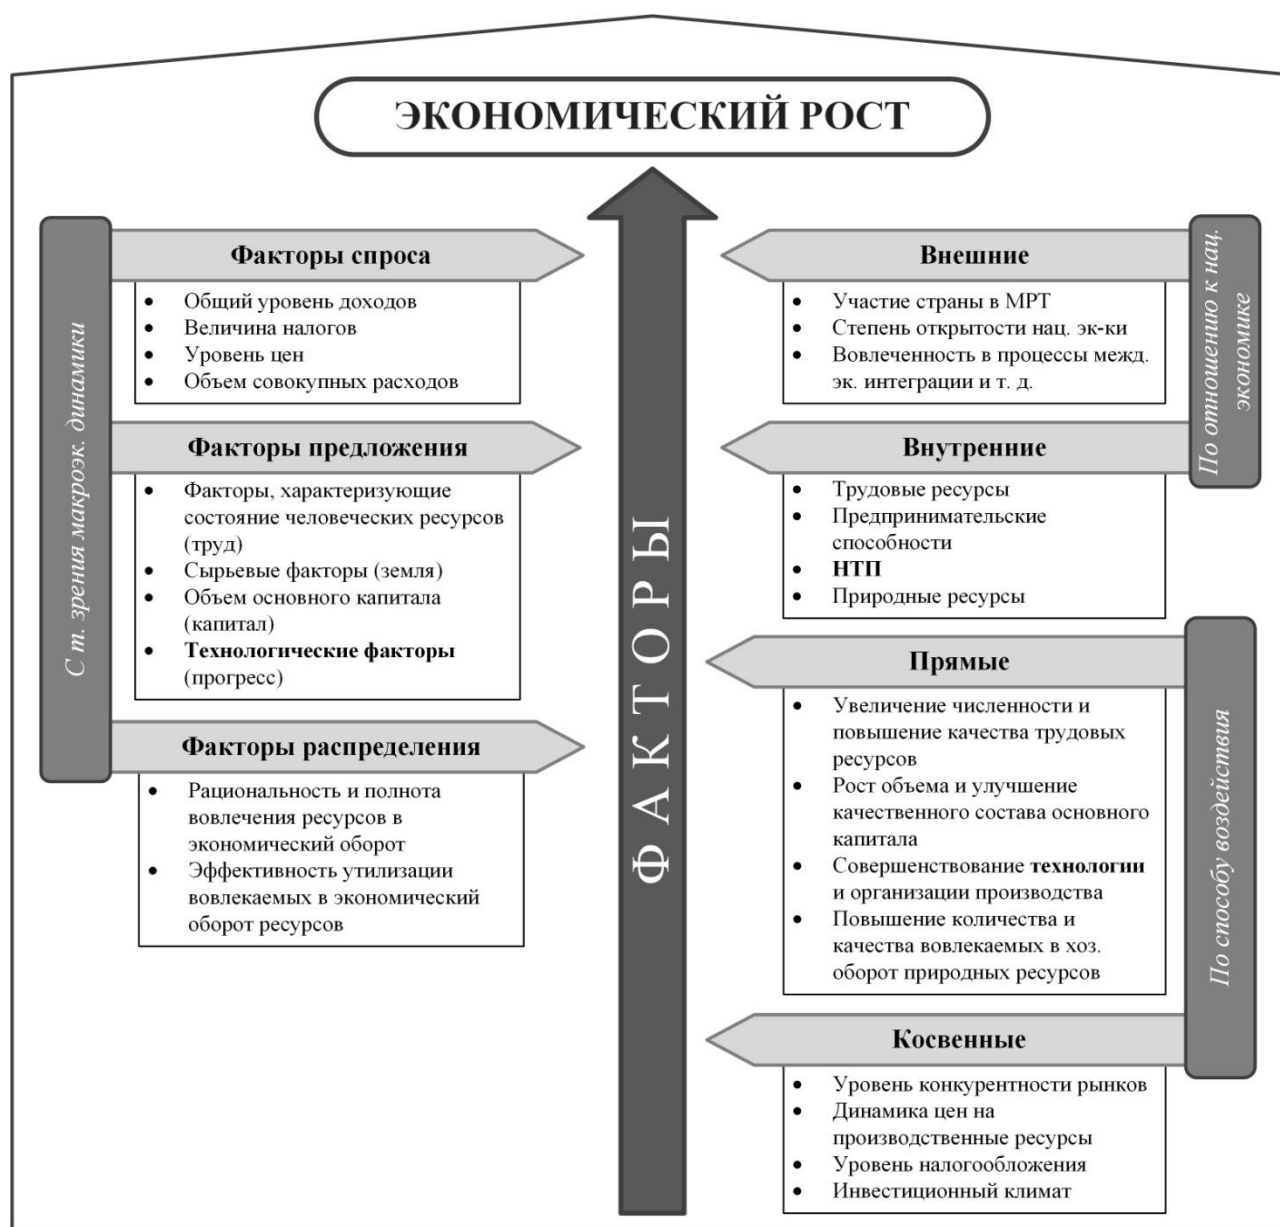 ЭКОНОМИЧЕСКИЙ РОСТ
С т. зрения макроэк. динамики
Факторы спроса
• Общий уровень доходов
• Величина налогов
• Уровень цен
• Объем совокупных расходов
Факторы предложения
• Факторы, характеризующие
состояние человеческих ресурсов
(труд)
• Сырьевые факторы (земля)
• Объем основного капитала
(капитал)
• Технологические факторы
(прогресс)
Факторы распределения
• Рациональность и полнота
вовлечения ресурсов в
экономический оборот
• Эффективность утилизации
вовлекаемых в экономический
оборот ресурсов
ФАКТОРЫ
По отношению к нац.
экономике
Внешние
• Участие страны в МРТ
• Степень открытости нац. эк-ки
• Вовлеченность в процессы межд.
эк. интеграции и т. д.
Внутренние
• Трудовые ресурсы
• Предпринимательские
способности
• НТП
• Природные ресурсы
По способу воздействия
Прямые
• Увеличение численности и
повышение качества трудовых
ресурсов
• Рост объема и улучшение
качественного состава основного
капитала
• Совершенствование технологии
и организации производства
• Повышение количества и
качества вовлекаемых в хоз.
оборот природных ресурсов
Косвенные
• Уровень конкурентности рынков
• Динамика цен на
производственные ресурсы
• Уровень налогообложения
• Инвестиционный климат